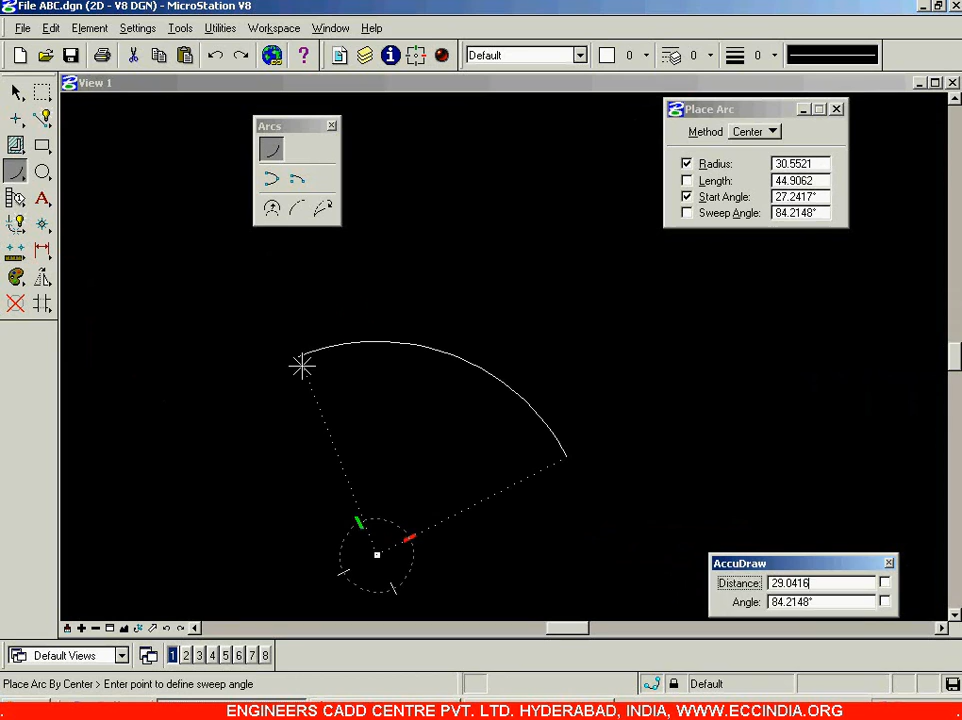 File ABC.dgn (2D - V8 DGN) - MicroStation V8
File Edit Element Settings Tools Utilities Workspace Window Help
Default 0 0 0
View 1
Arcs
Place Arc
Method Center
Radius: 30.5521
Length: 44.9062
Start Angle: 27.2417°
Sweep Angle: 84.2148°
AccuDraw
Distance: 29.0416
Angle: 84.2148°
Default Views 1 2 3 4 5 6 7 8
Place Arc By Center > Enter point to define sweep angle Default
ENGINEERS CADD CENTRE PVT. LTD. HYDERABAD, INDIA, WWW.ECCINDIA.ORG